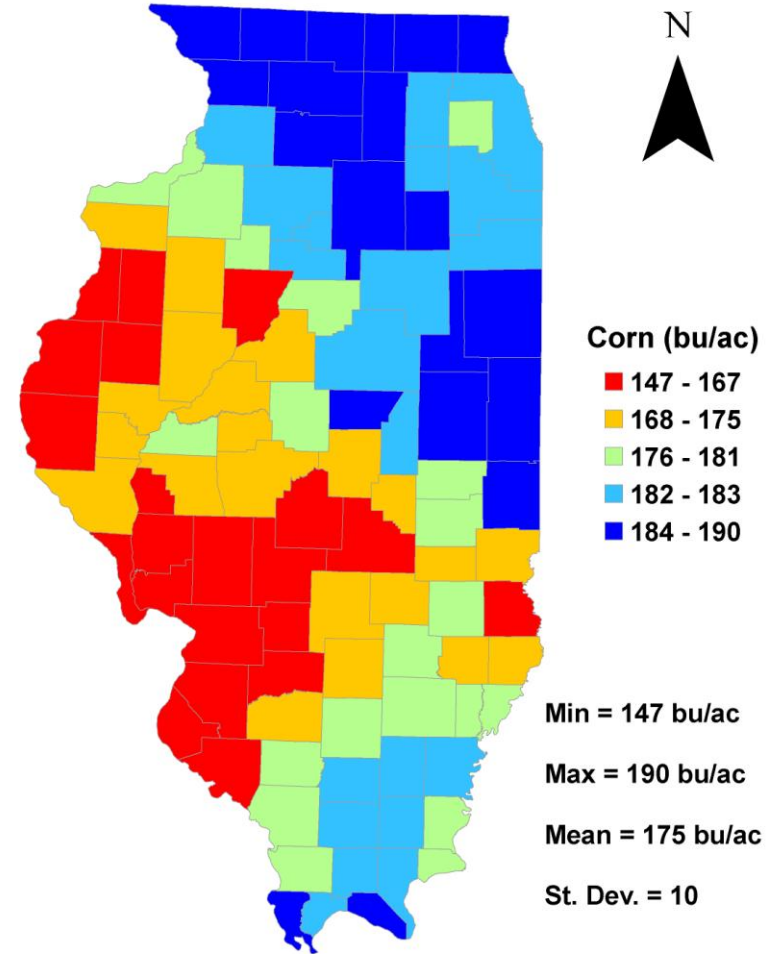 N
Corn (bu/ac)
147 - 167
168 - 175
176 - 181
182 - 183
184 - 190
Min = 147 bu/ac
Max = 190 bu/ac
Mean = 175 bu/ac
St. Dev. = 10